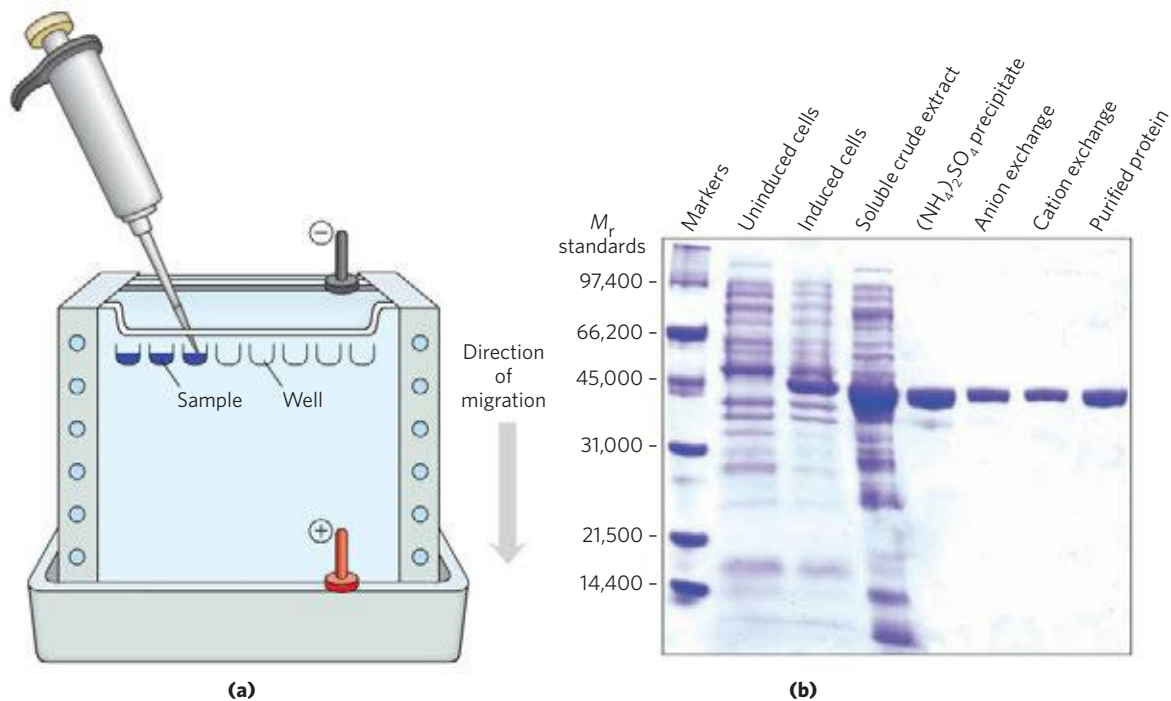 −
Sample
Well
Direction
of
migration
+
(a)
Markers
Uninduced cells
Induced cells
Soluble crude extract
(NH₄)₂SO₄ precipitate
Anion exchange
Cation exchange
Purified protein
Mr
standards
97,400
66,200
45,000
31,000
21,500
14,400
(b)